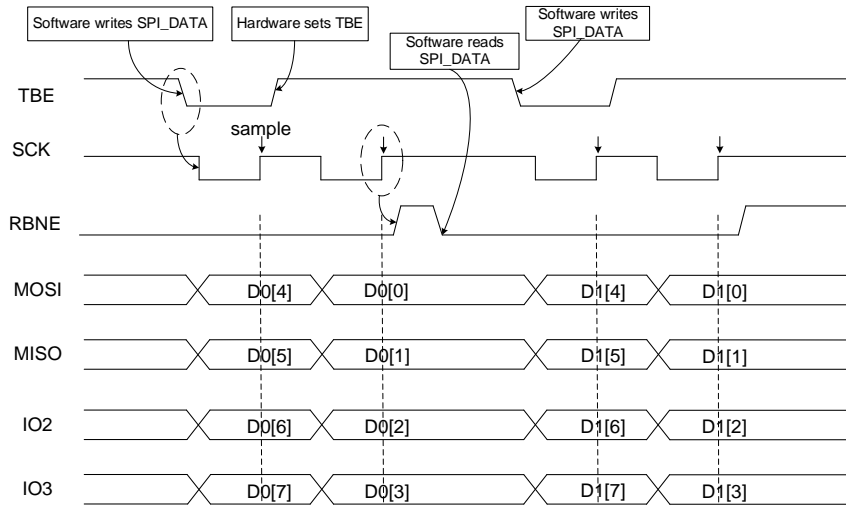 Software writes SPI_DATA
Hardware sets TBE
Software writes
SPI_DATA
Software reads
SPI_DATA
TBE
sample
SCK
RBNE
MOSI
D0[4]
D0[0]
D1[4]
D1[0]
MISO
D0[5]
D0[1]
D1[5]
D1[1]
IO2
D0[6]
D0[2]
D1[6]
D1[2]
IO3
D0[7]
D0[3]
D1[7]
D1[3]